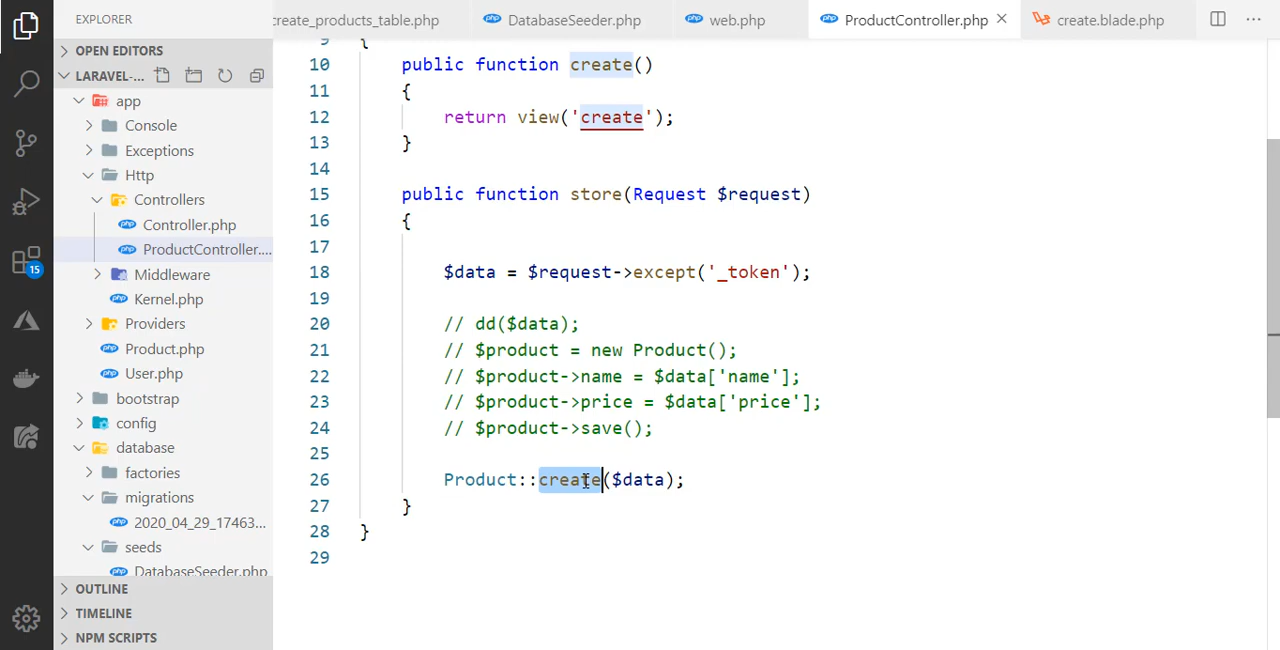 EXPLORER
create_products_table.php
DatabaseSeeder.php
web.php
ProductController.php
create.blade.php
OPEN EDITORS
LARAVEL-...
app
Console
Exceptions
Http
Controllers
Controller.php
ProductController....
Middleware
Kernel.php
Providers
Product.php
User.php
bootstrap
config
database
factories
migrations
2020_04_29_17463...
seeds
DatabaseSeeder.php
OUTLINE
TIMELINE
NPM SCRIPTS
15
9 {
10 public function create()
11 {
12 return view('create');
13 }
14
15 public function store(Request $request)
16 {
17
18 $data = $request->except('_token');
19
20 // dd($data);
21 // $product = new Product();
22 // $product->name = $data['name'];
23 // $product->price = $data['price'];
24 // $product->save();
25
26 Product::create($data);
27 }
28 }
29